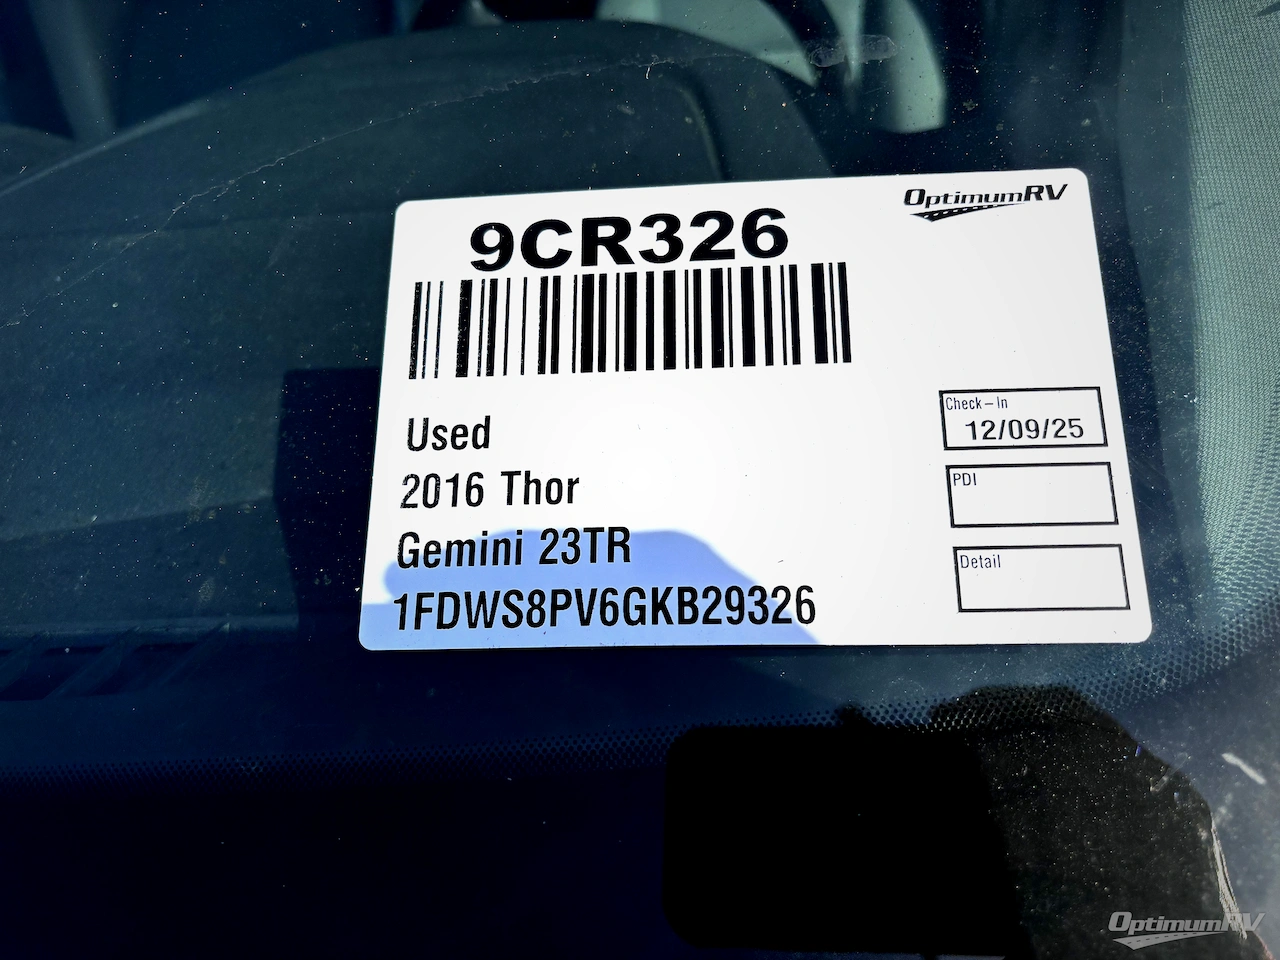 OptimumRV
9CR326
Used
2016 Thor
Gemini 23TR
1FDWS8PV6GKB29326
Check-In
12/09/25
PDI
Detail
OptimumRV